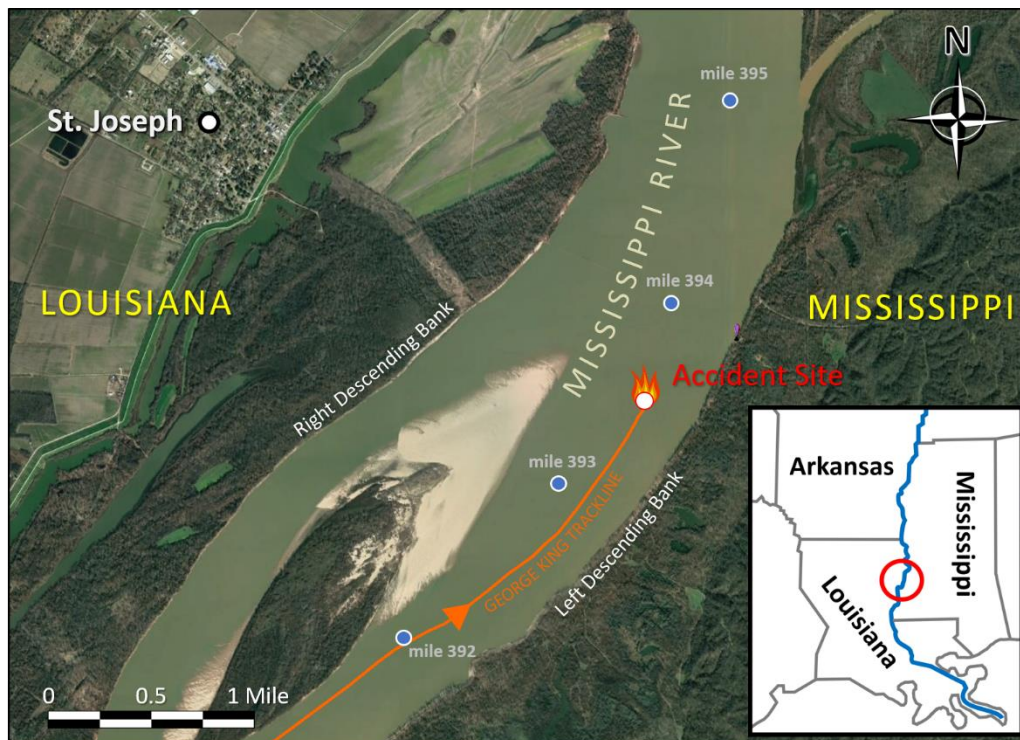 N
mile 395
St. Joseph
MISSISSIPPI RIVER
LOUISIANA
mile 394
MISSISSIPPI
Right Descending Bank
Accident Site
mile 393
GEORGE KING TRACKLINE
Left Descending Bank
mile 392
0 0.5 1 Mile
Arkansas
Mississippi
Louisiana